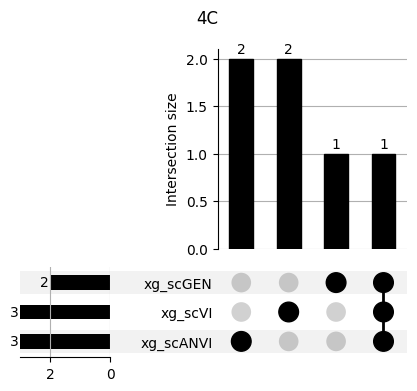 4C
2 2 1 1
2.0
1.5
1.0
0.5
0.0
Intersection size
2 xg_scGEN
3 xg_scVI
3 xg_scANVI
2 0